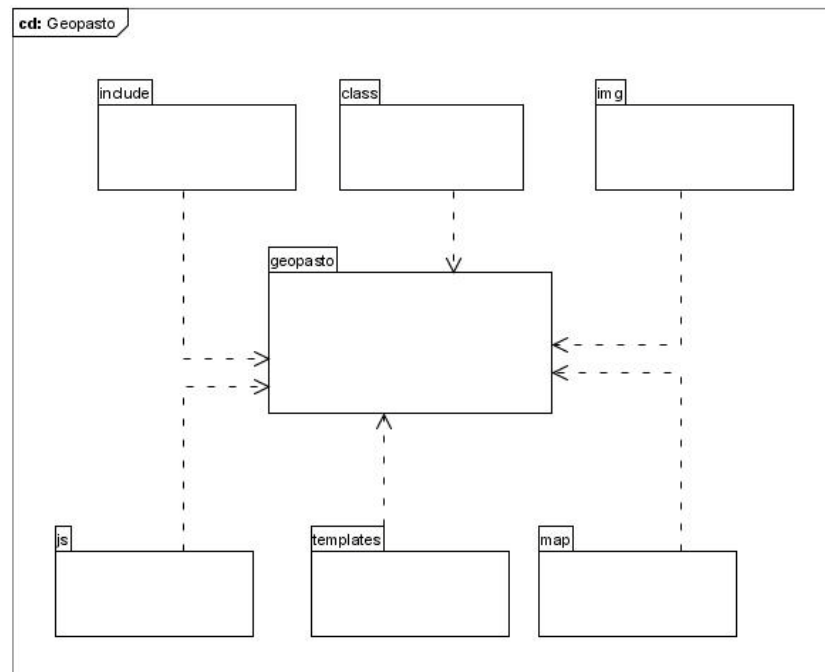 cd: Geopasto
include
class
img
geopasto
js
templates
map